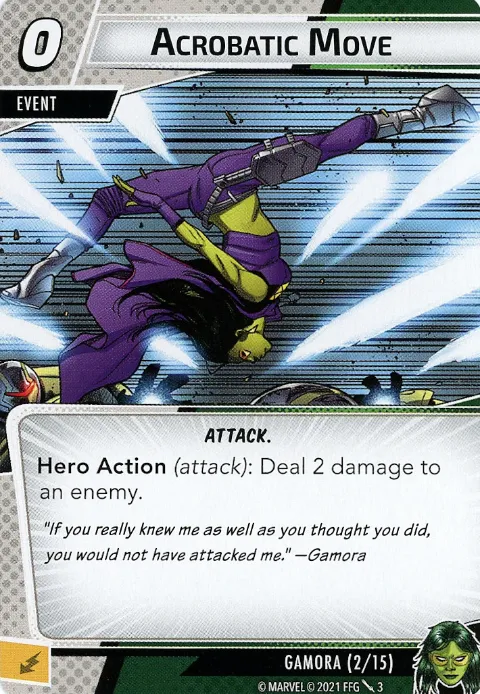 0
ACROBATIC MOVE
EVENT
ATTACK.
Hero Action (attack): Deal 2 damage to
an enemy.
"If you really knew me as well as you thought you did,
you would not have attacked me." —Gamora
GAMORA (2/15)
© MARVEL © 2021 FFG 3